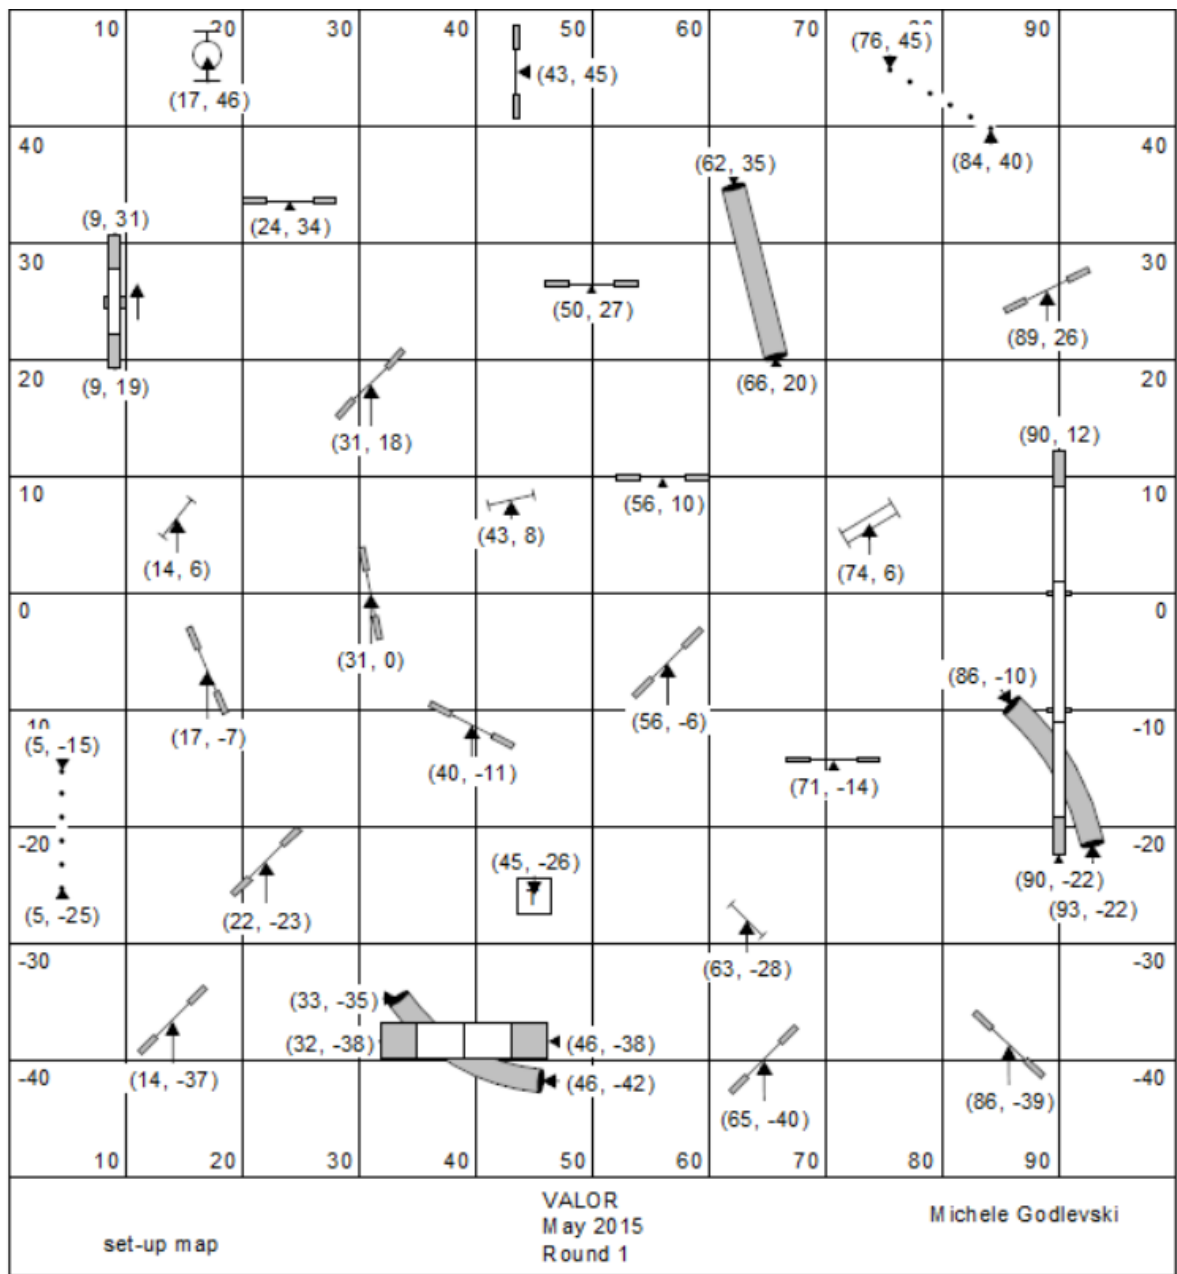 10 20 30 40 50 60 70 80 90
(76, 45)
(43, 45)
(17, 46)
40 40
(62, 35) (84, 40)
(9, 31) (24, 34)
30 30
(50, 27)
(89, 26)
20 (9, 19) (66, 20) 20
(31, 18) (90, 12)
10 (56, 10) 10
(43, 8)
(14, 6) (74, 6)
0 0
(31, 0)
(86, -10)
(17, -7) (56, -6) -10
(5, -15) (40, -11)
(71, -14)
-20 -20
(45, -26) (90, -22)
(5, -25) (22, -23) (93, -22)
-30 (63, -28) -30
(33, -35)
(32, -38) (46, -38)
-40 (14, -37) (46, -42) -40
(65, -40) (86, -39)
10 20 30 40 50 60 70 80 90
VALOR
May 2015
Round 1
Michele Godlevski
set-up map